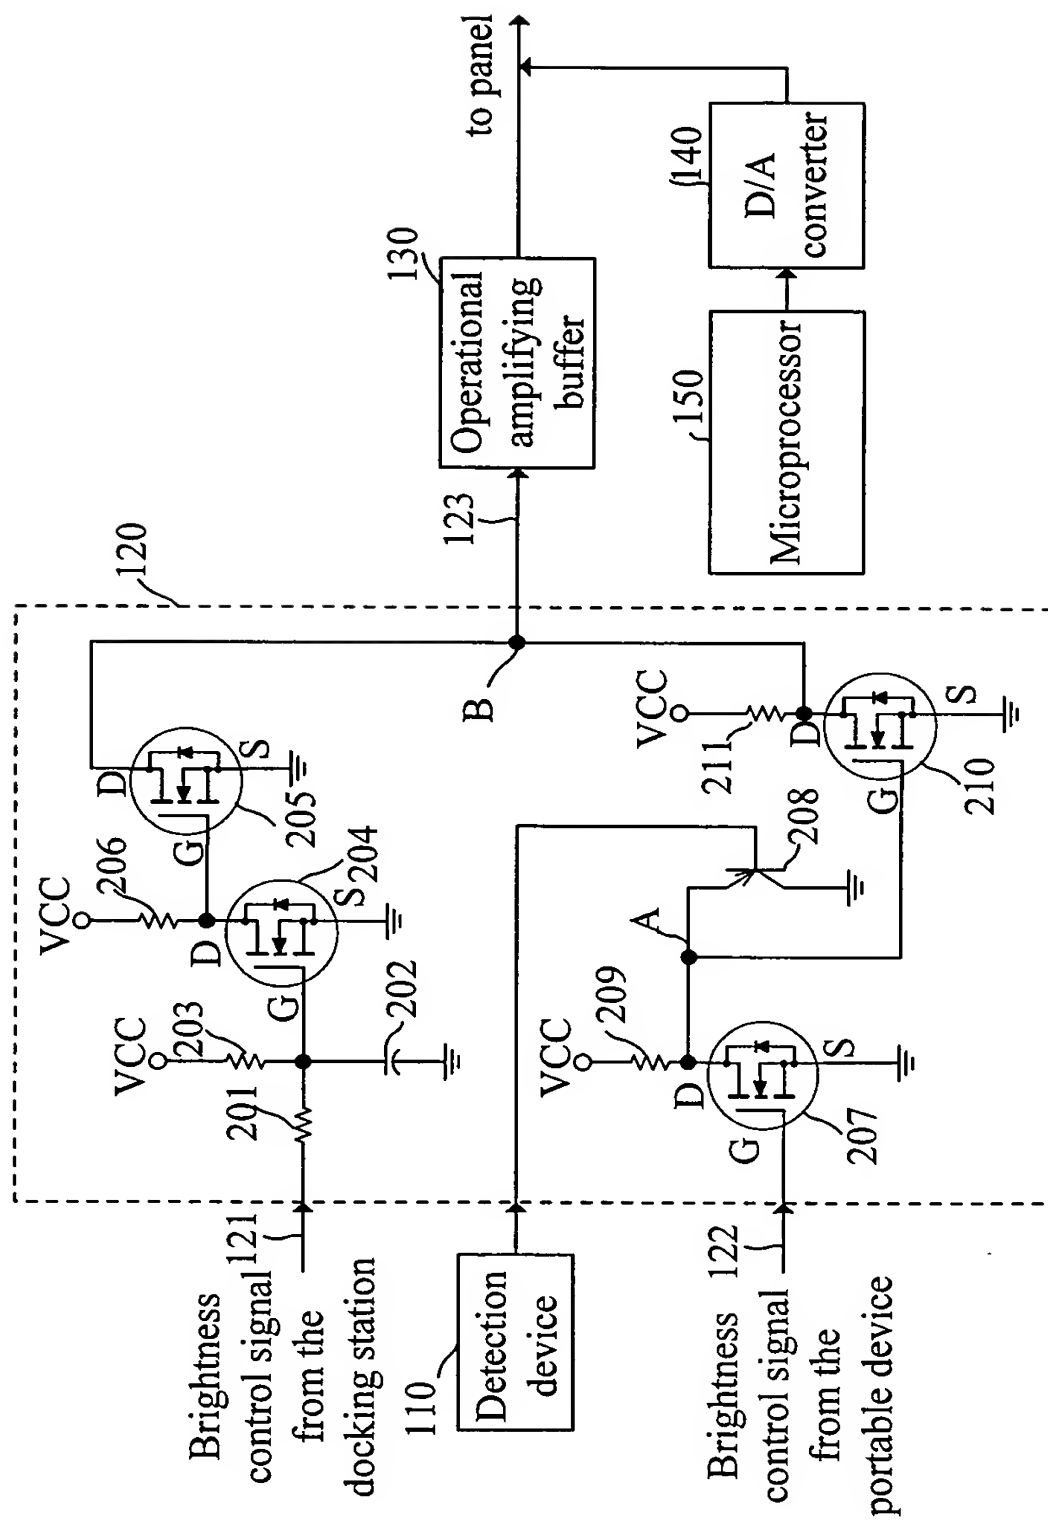 120
VCC
206
D
G
205
S
VCC
203
D
204
S
G
202
201
121
Brightness
control signal
from the
docking station
B
123
130
Operational
amplifying
buffer
to panel
140
D/A
converter
150
Microprocessor
110
Detection
device
A
208
VCC
211
D
G
S
210
VCC
209
D
G
S
207
122
Brightness
control signal
from the
portable device